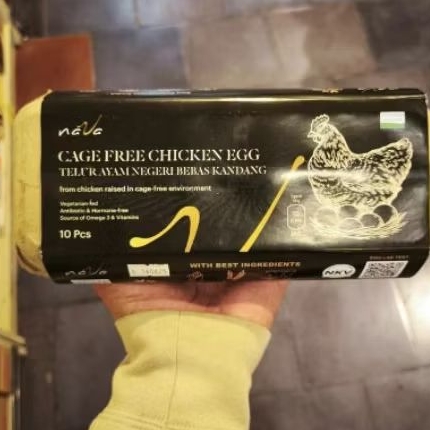 nava
CAGE FREE CHICKEN EGG
TELUR AYAM NEGERI BEBAS KANDANG
from chicken raised in cage-free environment
Vegetarian-fed
Antibiotic & Hormone-free
Source of Omega 3 & Vitamins
10 Pcs
nava
WITH BEST INGREDIENTS
NKV